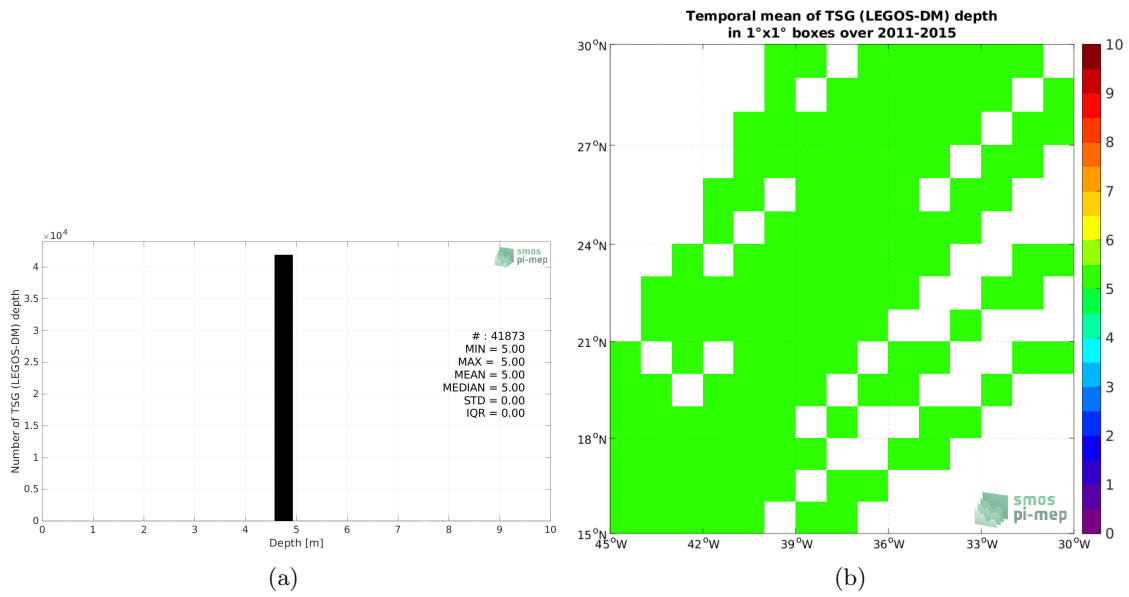 ×10⁴
4
3.5
3
2.5
2
1.5
1
0.5
0
Number of TSG (LEGOS-DM) depth
smos
pi-mep
# : 41873
MIN = 5.00
MAX = 5.00
MEAN = 5.00
MEDIAN = 5.00
STD = 0.00
IQR = 0.00
0 1 2 3 4 5 6 7 8 9 10
Depth [m]
(a)
Temporal mean of TSG (LEGOS-DM) depth
in 1°x1° boxes over 2011-2015
30°N
27°N
24°N
21°N
18°N
15°N
45°W 42°W 39°W 36°W 33°W 30°W
smos
pi-mep
10
9
8
7
6
5
4
3
2
1
0
(b)